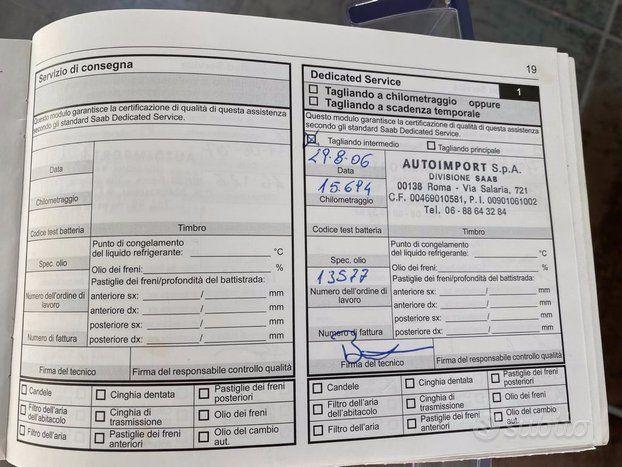 Servizio di consegna
Questo modulo garantisce la certificazione di qualità di questa assistenza
secondo gli standard Saab Dedicated Service.
Data
Chilometraggio
Codice test batteria
Timbro
Spec. olio
Punto di congelamento
del liquido refrigerante: °C
Olio dei freni: %
Numero dell'ordine di
lavoro
Pastiglie dei freni/profondità del battistrada:
anteriore sx: / mm
anteriore dx: / mm
posteriore sx: / mm
posteriore dx: / mm
Numero di fattura
Firma del tecnico
Firma del responsabile controllo qualità
Candele
Cinghia dentata
Pastiglie dei freni
posteriori
Filtro dell'aria
dell'abitacolo
Cinghia di
trasmissione
Olio dei freni
Filtro dell'aria
Pastiglie dei freni
anteriori
Olio del cambio
aut.
19
Dedicated Service
1
Tagliando a chilometraggio oppure
Tagliando a scadenza temporale
Questo modulo garantisce la certificazione di qualità di questa assistenza
secondo gli standard Saab Dedicated Service.
Tagliando intermedio
Tagliando principale
29.8.06
Data
15.694
Chilometraggio
AUTOIMPORT S.p.A.
DIVISIONE SAAB
00138 Roma - Via Salaria, 721
C.F. 00469010581, P. I. 00901061002
Tel. 06 - 88 64 32 84
Codice test batteria
Timbro
Spec. olio
Punto di congelamento
del liquido refrigerante: °C
Olio dei freni: %
13577
Numero dell'ordine di
lavoro
Pastiglie dei freni/profondità del battistrada:
anteriore sx: / mm
anteriore dx: / mm
posteriore sx: / mm
posteriore dx: / mm
Numero di fattura
Firma del tecnico
Firma del responsabile controllo qualità
Candele
Cinghia dentata
Pastiglie dei freni
posteriori
Filtro dell'aria
dell'abitacolo
Cinghia di
trasmissione
Olio dei freni
Filtro dell'aria
Pastiglie dei freni
anteriori
Olio del cambio
aut.
subito